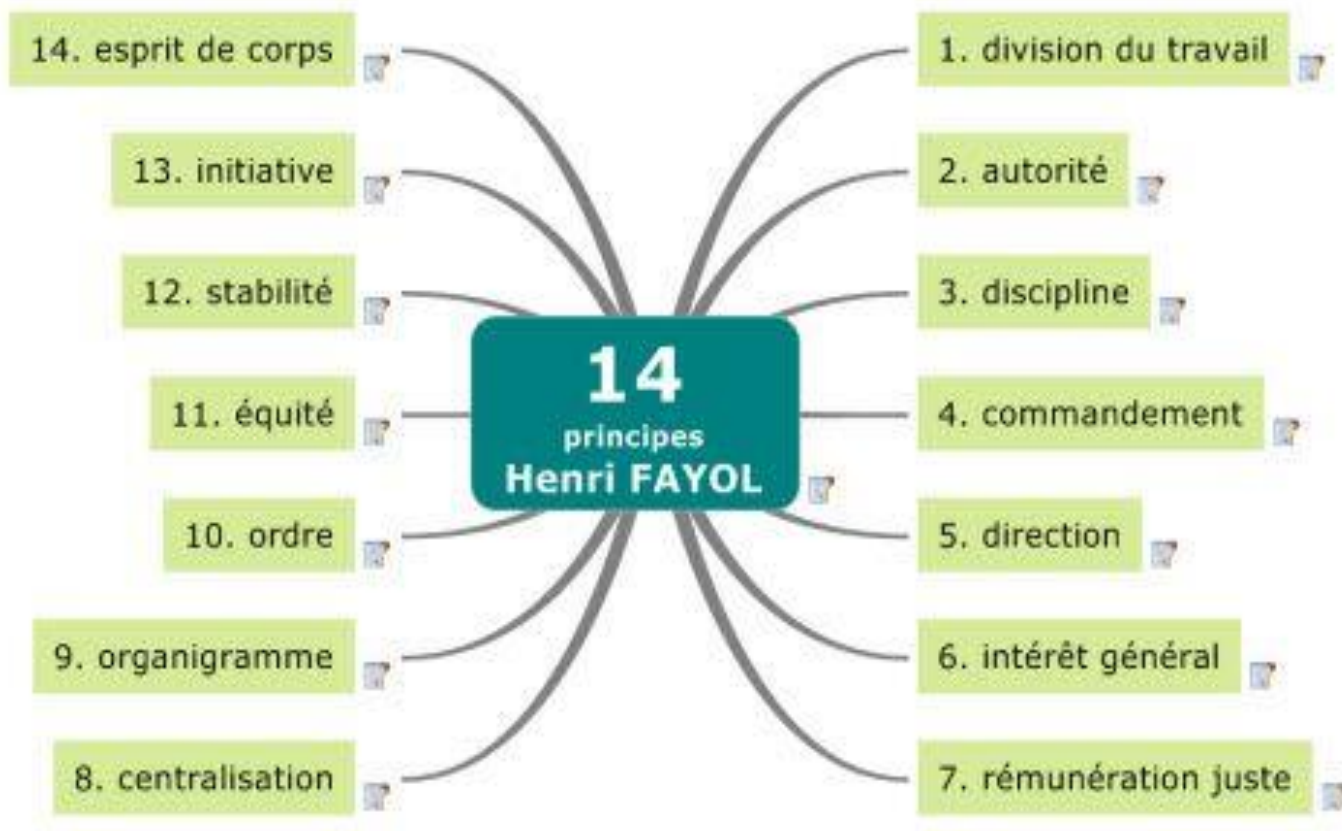 14
principes
Henri FAYOL
1. division du travail
2. autorité
3. discipline
4. commandement
5. direction
6. intérêt général
7. rémunération juste
8. centralisation
9. organigramme
10. ordre
11. équité
12. stabilité
13. initiative
14. esprit de corps